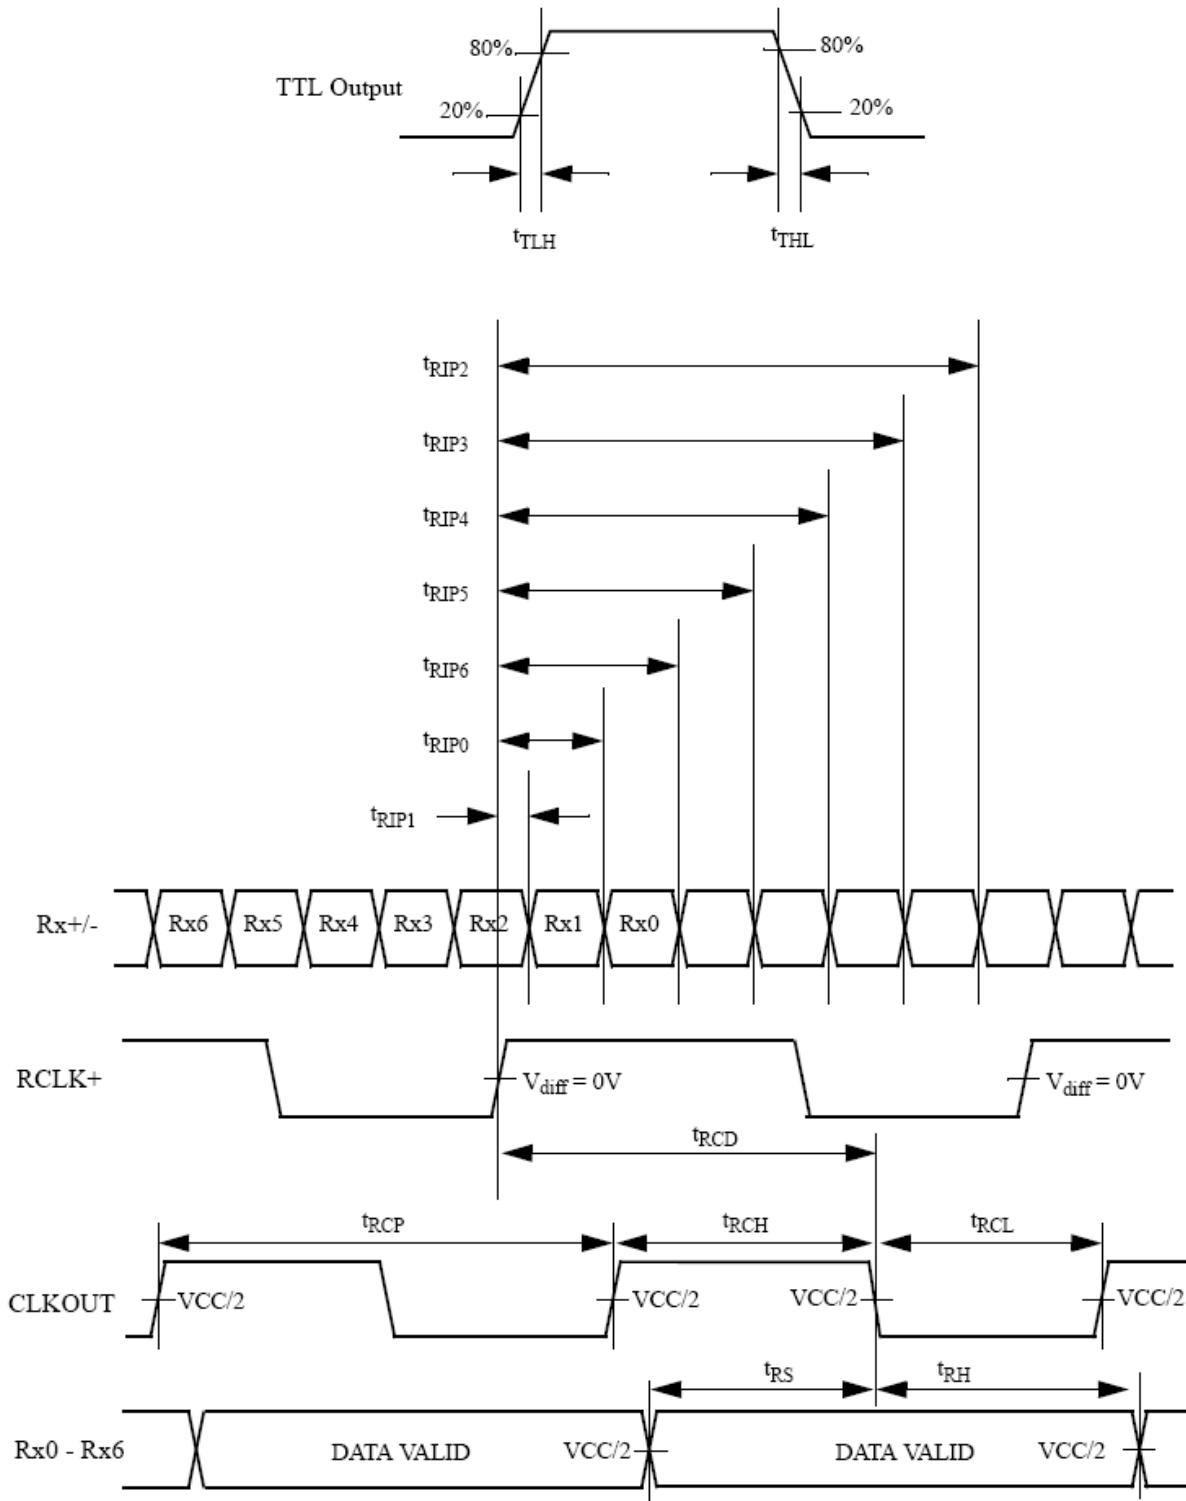 80%
80%
TTL Output
20%
20%
tTLH
tTHL
tRIP2
tRIP3
tRIP4
tRIP5
tRIP6
tRIP0
tRIP1
Rx+/-
Rx6
Rx5
Rx4
Rx3
Rx2
Rx1
Rx0
RCLK+
Vdiff = 0V
Vdiff = 0V
tRCD
tRCP
tRCH
tRCL
CLKOUT
VCC/2
VCC/2
VCC/2
VCC/2
tRS
tRH
Rx0 - Rx6
DATA VALID
VCC/2
DATA VALID
VCC/2